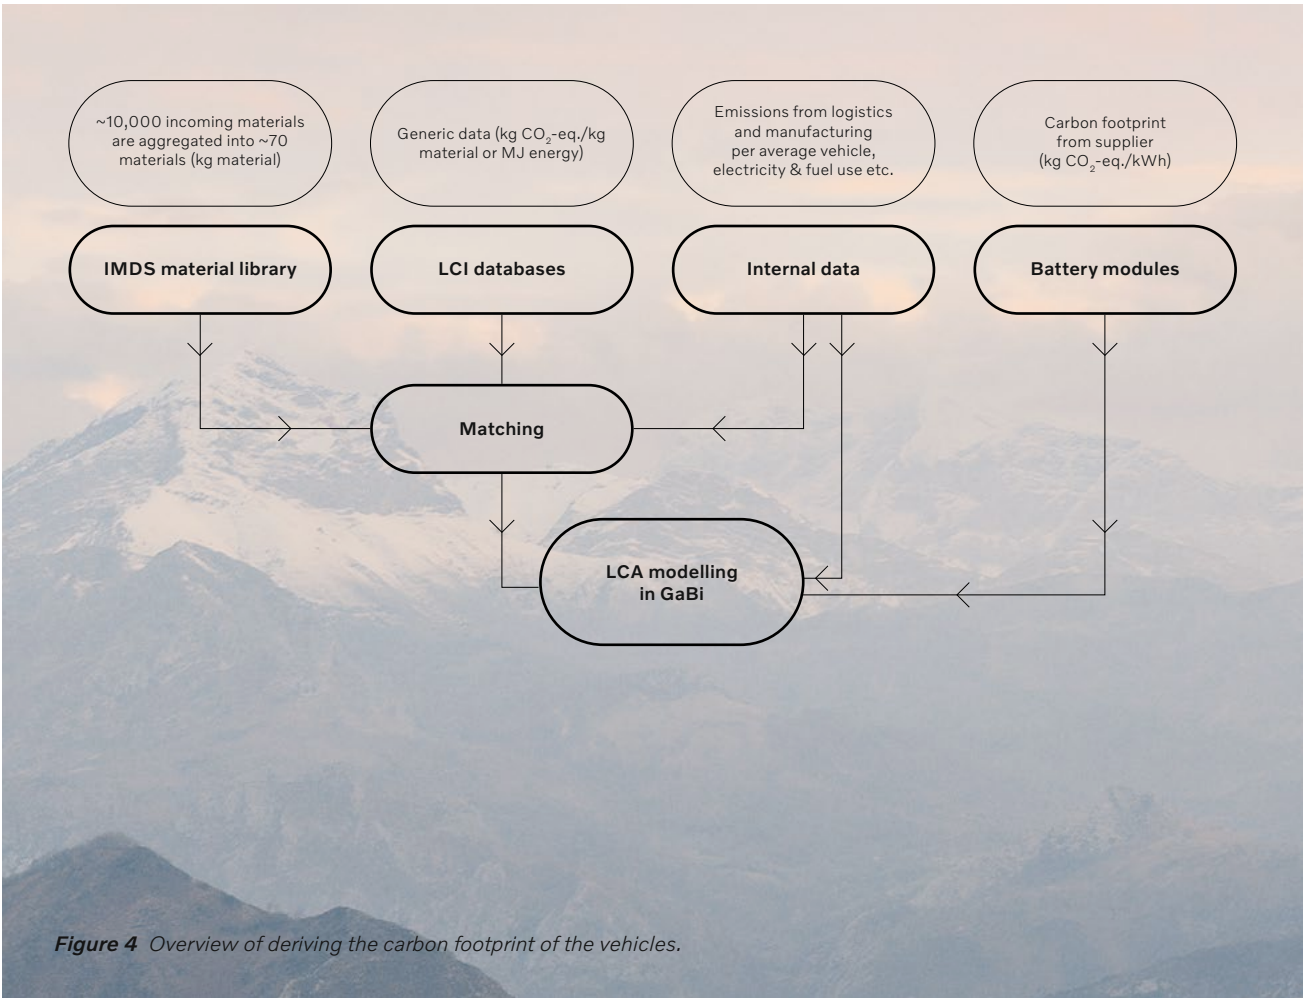 ~10,000 incoming materials
are aggregated into ~70
materials (kg material)
Generic data (kg CO₂-eq./kg
material or MJ energy)
Emissions from logistics
and manufacturing
per average vehicle,
electricity & fuel use etc.
Carbon footprint
from supplier
(kg CO₂-eq./kWh)
IMDS material library
LCI databases
Internal data
Battery modules
Matching
LCA modelling
in GaBi
Figure 4 Overview of deriving the carbon footprint of the vehicles.